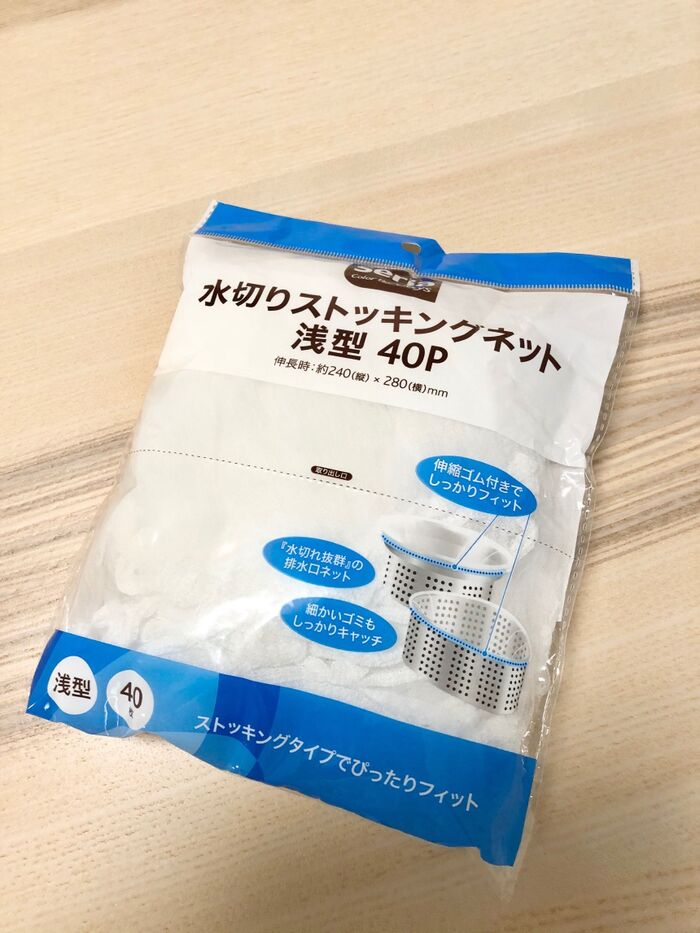 seria
水切りストッキングネット
浅型 40P
伸長時:約240(縦)×280(横)mm
取り出し口
伸縮ゴム付きで
しっかりフィット
『水切れ抜群』の
排水口ネット
細かいゴミも
しっかりキャッチ
浅型
40
枚
ストッキングタイプでぴったりフィット